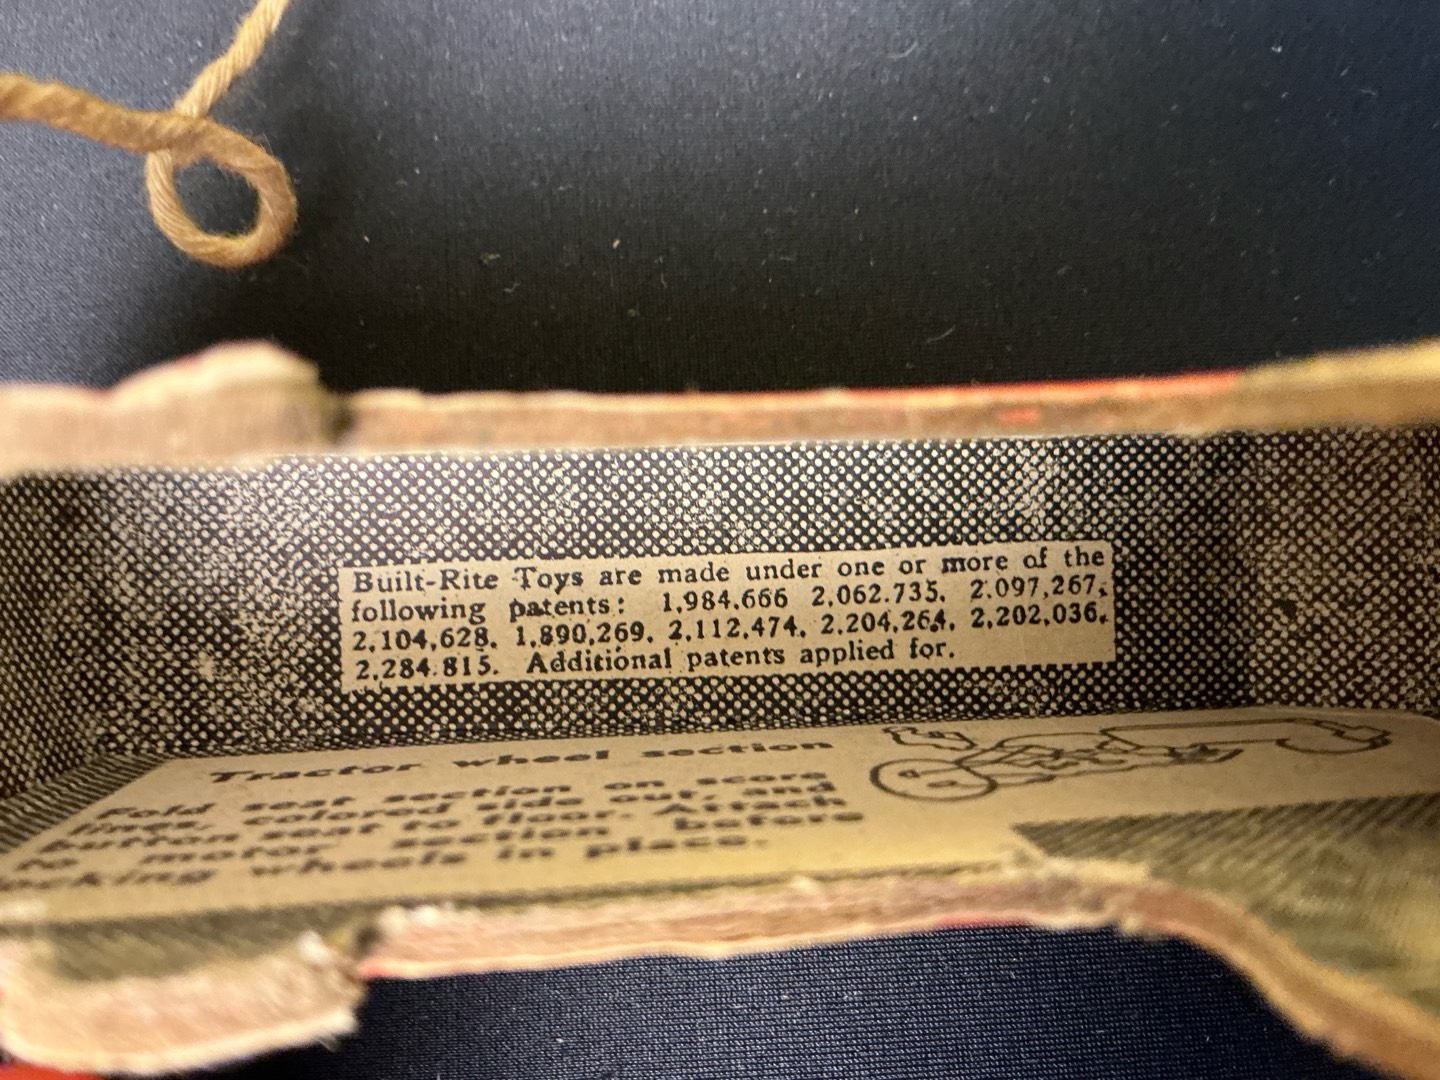 Built-Rite Toys are made under one or more of the
following patents: 1,984,666 2,062.735, 2,097,267,
2,104,628, 1,890,269, 2,112,474, 2,204,264, 2,202,036,
2,284.815. Additional patents applied for.
Tractor wheel section
Fold seat section on score
lines, colored side out, and
button seat to floor. Attach
to motor section before
ocking wheels in place.